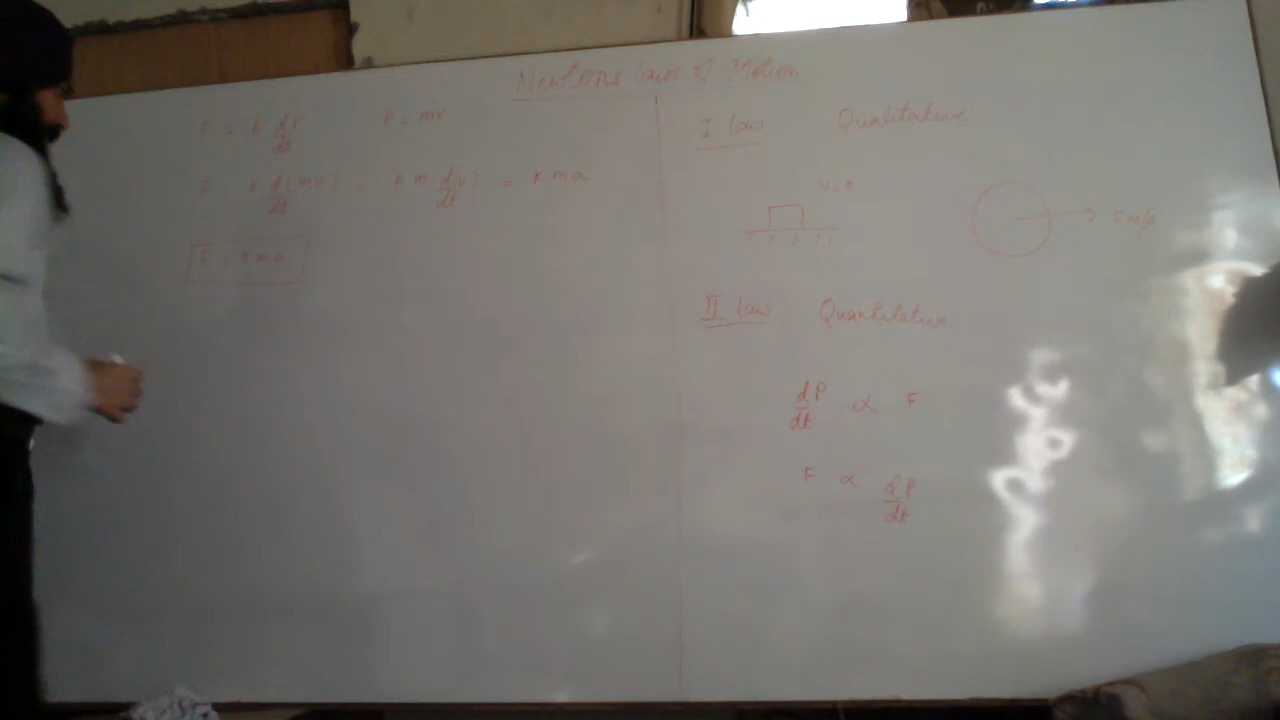 Newtons laws of Motion
F = k dP/dt    P = mv
F = k d(mv)/dt = k m d(v)/dt = k m a
F = k m a
I law    Qualitative
v = 0
5 m/s
II law    Quantitative
dP/dt ∝ F
F ∝ dP/dt